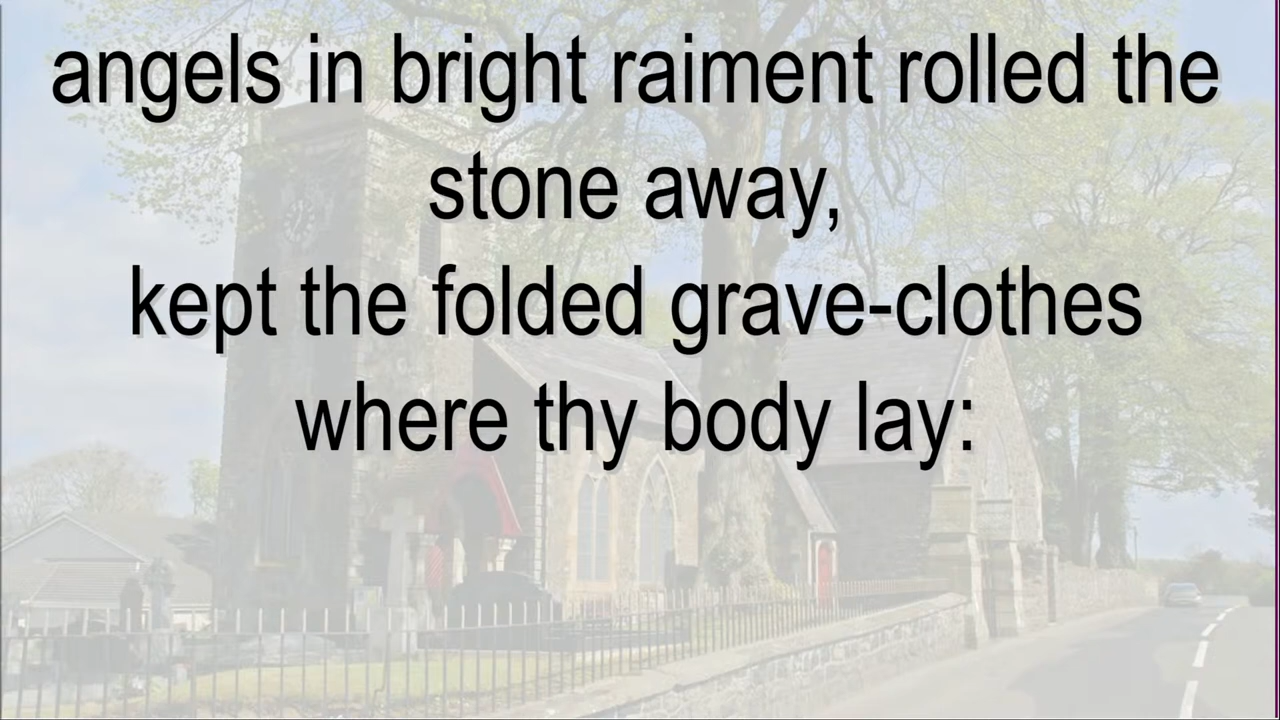 angels in bright raiment rolled the
stone away,
kept the folded grave-clothes
where thy body lay: